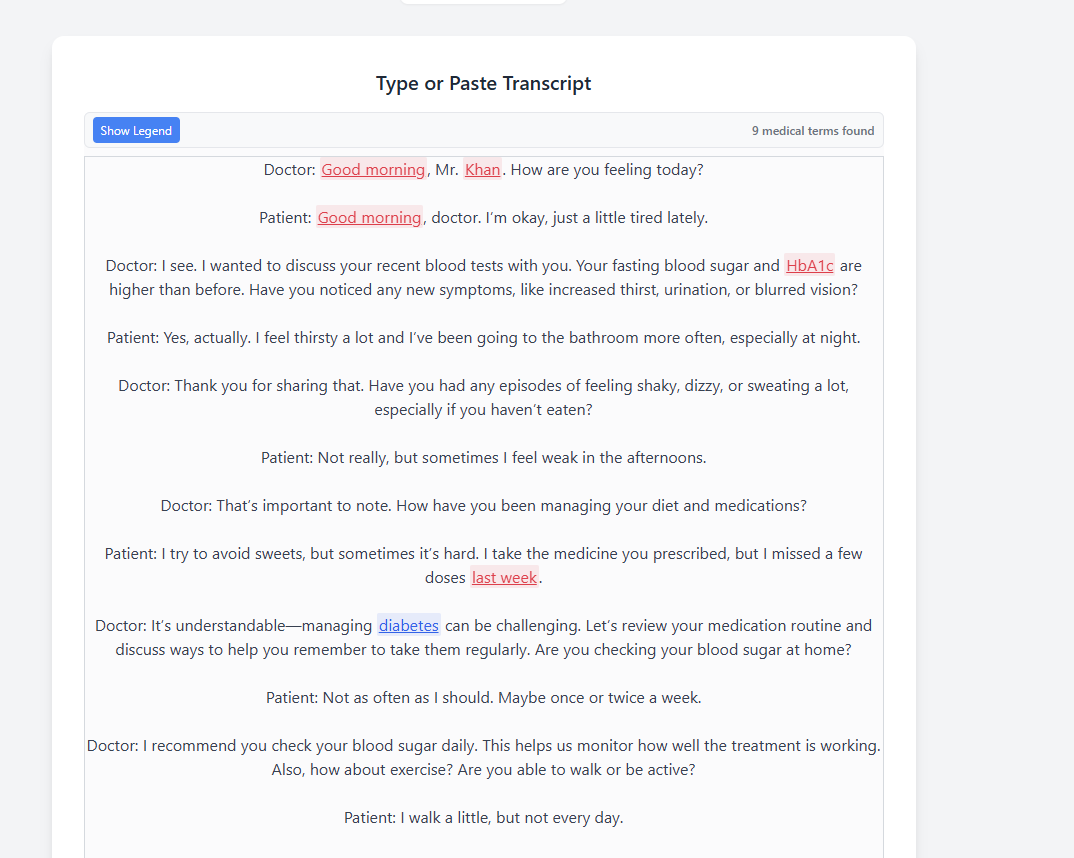 Type or Paste Transcript
Show Legend
9 medical terms found
Doctor: Good morning, Mr. Khan. How are you feeling today?
Patient: Good morning, doctor. I’m okay, just a little tired lately.
Doctor: I see. I wanted to discuss your recent blood tests with you. Your fasting blood sugar and HbA1c are
higher than before. Have you noticed any new symptoms, like increased thirst, urination, or blurred vision?
Patient: Yes, actually. I feel thirsty a lot and I’ve been going to the bathroom more often, especially at night.
Doctor: Thank you for sharing that. Have you had any episodes of feeling shaky, dizzy, or sweating a lot,
especially if you haven’t eaten?
Patient: Not really, but sometimes I feel weak in the afternoons.
Doctor: That’s important to note. How have you been managing your diet and medications?
Patient: I try to avoid sweets, but sometimes it’s hard. I take the medicine you prescribed, but I missed a few
doses last week.
Doctor: It’s understandable—managing diabetes can be challenging. Let’s review your medication routine and
discuss ways to help you remember to take them regularly. Are you checking your blood sugar at home?
Patient: Not as often as I should. Maybe once or twice a week.
Doctor: I recommend you check your blood sugar daily. This helps us monitor how well the treatment is working.
Also, how about exercise? Are you able to walk or be active?
Patient: I walk a little, but not every day.